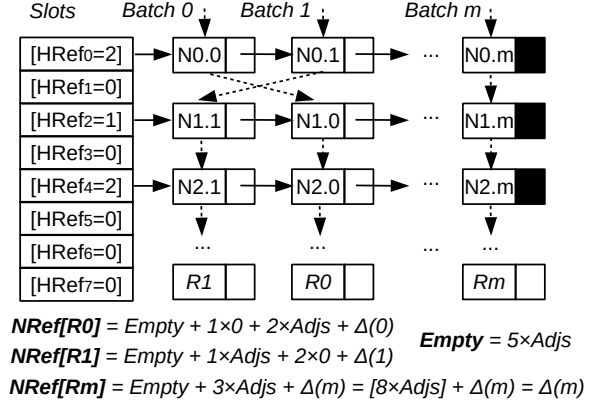 Slots Batch 0 Batch 1 Batch m
[HRef₀=2] N0.0 N0.1 ... N0.m
[HRef₁=0]
[HRef₂=1] N1.1 N1.0 ... N1.m
[HRef₃=0]
[HRef₄=2] N2.1 N2.0 ... N2.m
[HRef₅=0]
[HRef₆=0] ... ... ... ...
[HRef₇=0] R1 R0 Rm
NRef[R0] = Empty + 1×0 + 2×Adjs + Δ(0)
Empty = 5×Adjs
NRef[R1] = Empty + 1×Adjs + 2×0 + Δ(1)
NRef[Rm] = Empty + 3×Adjs + Δ(m) = [8×Adjs] + Δ(m) = Δ(m)